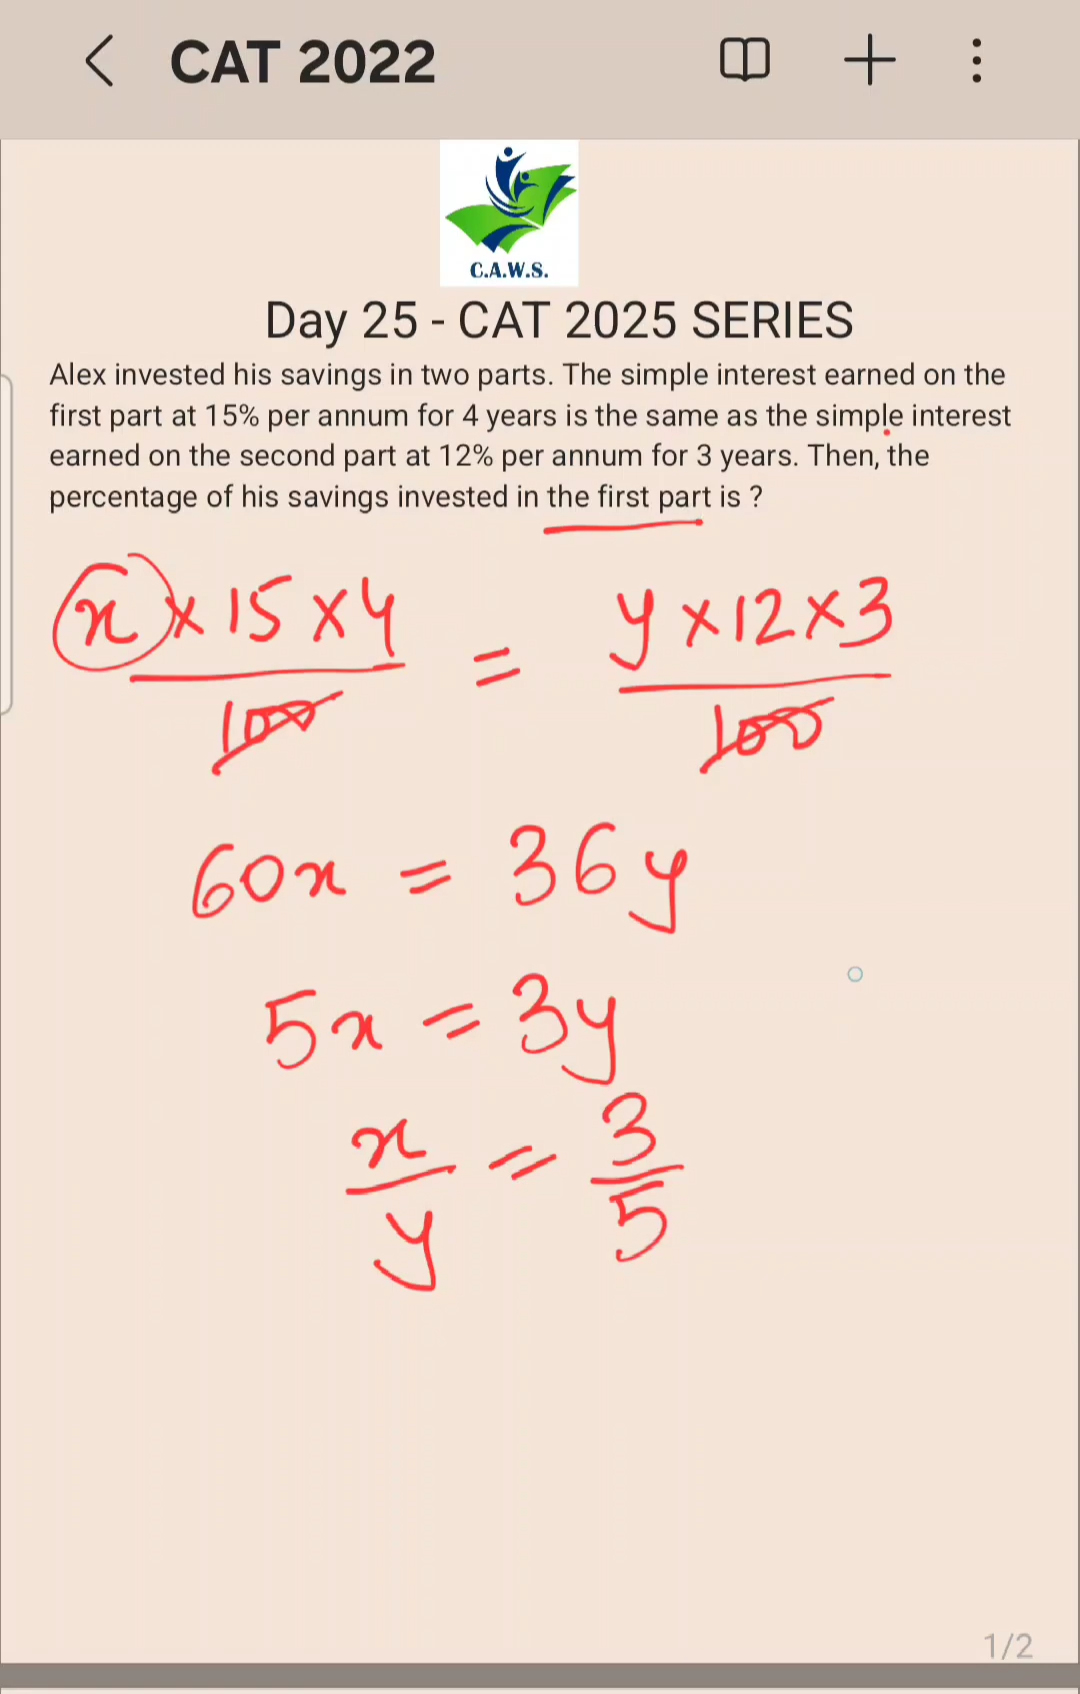 CAT 2022
C.A.W.S.
Day 25 - CAT 2025 SERIES
Alex invested his savings in two parts. The simple interest earned on the
first part at 15% per annum for 4 years is the same as the simple interest
earned on the second part at 12% per annum for 3 years. Then, the
percentage of his savings invested in the first part is ?
x × 15 × 4 / 100 = y × 12 × 3 / 100
60x = 36y
5x = 3y
x / y = 3 / 5
1/2